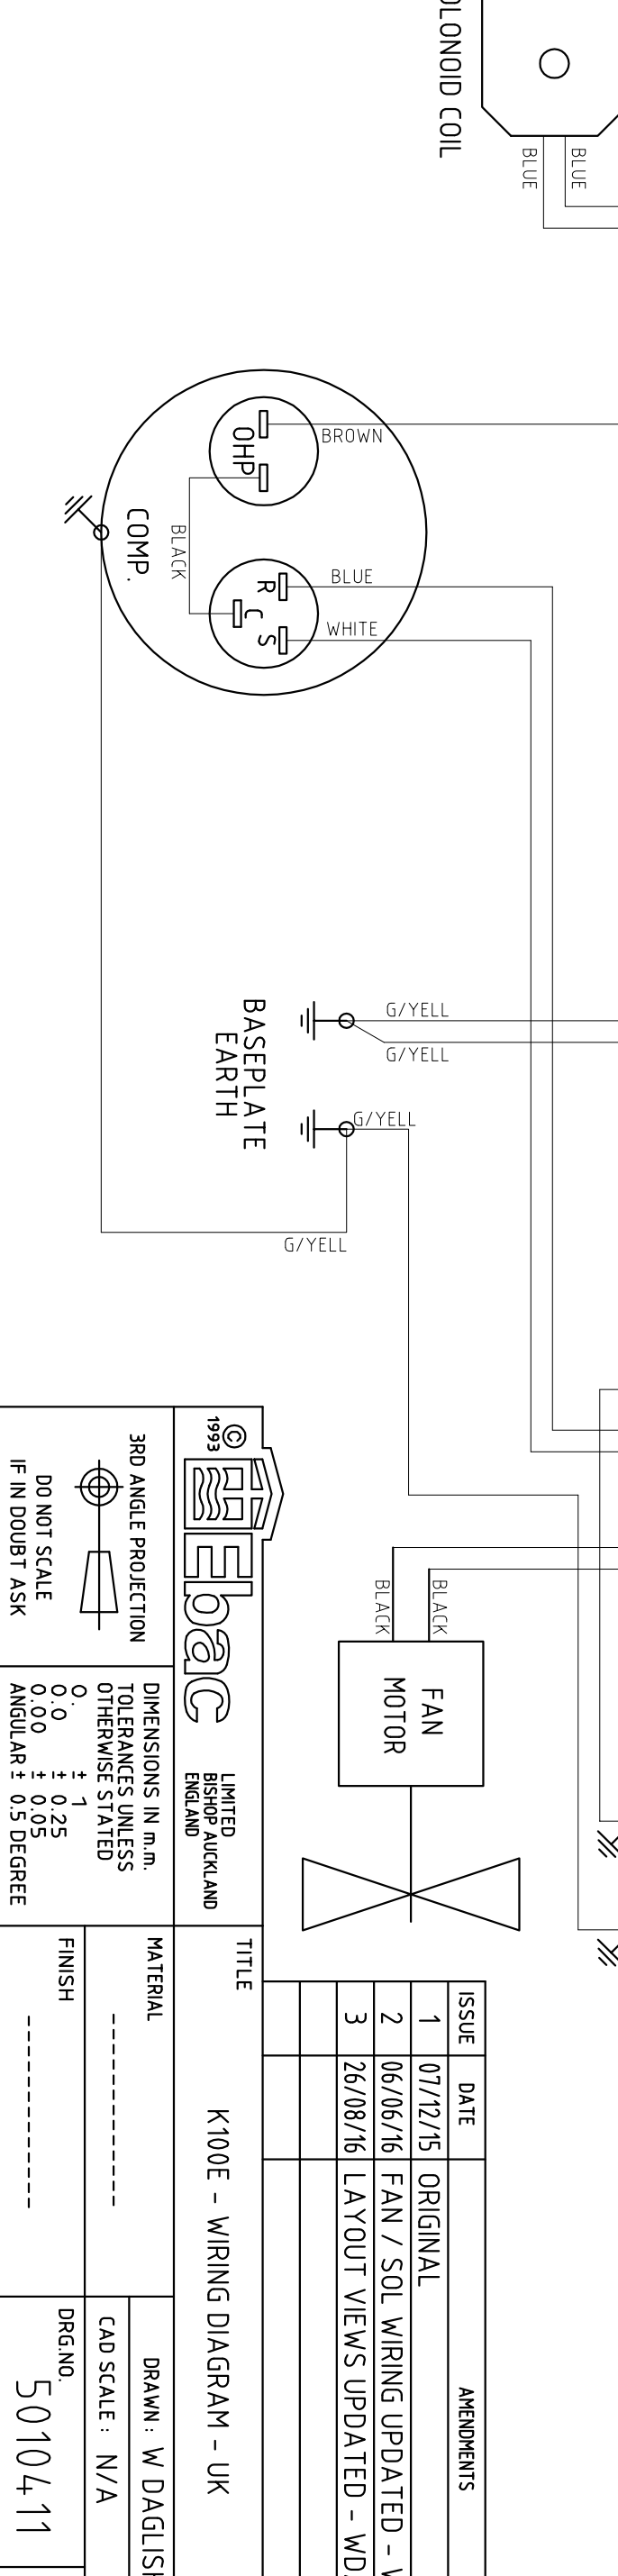 SOLONOID COIL
BLUE
BLUE
BROWN
OHP
BLACK
COMP.
BLUE
R
C
S
WHITE
G/YELL
G/YELL
BASEPLATE
EARTH
G/YELL
G/YELL
BLACK
BLACK
FAN
MOTOR
ISSUE DATE AMENDMENTS
1 07/12/15 ORIGINAL
2 06/06/16 FAN / SOL WIRING UPDATED -
3 26/08/16 LAYOUT VIEWS UPDATED - WD
© 1993
Ebac
LIMITED
BISHOP AUCKLAND
ENGLAND
TITLE
K100E - WIRING DIAGRAM - UK
3RD ANGLE PROJECTION
DO NOT SCALE
IF IN DOUBT ASK
DIMENSIONS IN m.m.
TOLERANCES UNLESS
OTHERWISE STATED
0. ± 1
0.0 ± 0.25
0.00 ± 0.05
ANGULAR ± 0.5 DEGREE
MATERIAL
FINISH
DRAWN : W DAGLISH
CAD SCALE : N/A
DRG.NO.
5010411